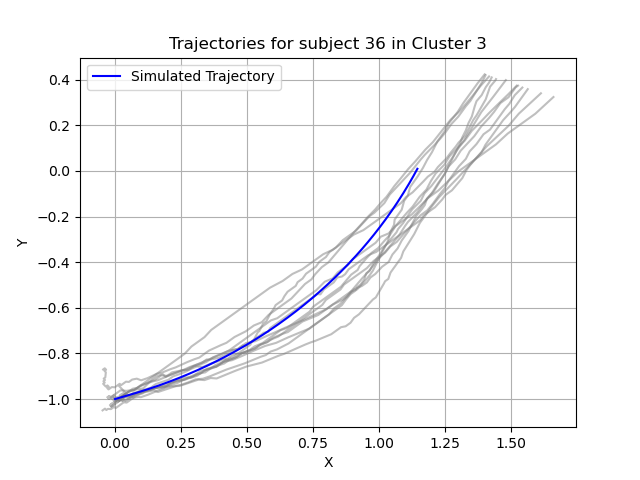 Trajectories for subject 36 in Cluster 3
Simulated Trajectory
0.4
0.2
0.0
−0.2
−0.4
−0.6
−0.8
−1.0
Y
0.00 0.25 0.50 0.75 1.00 1.25 1.50
X